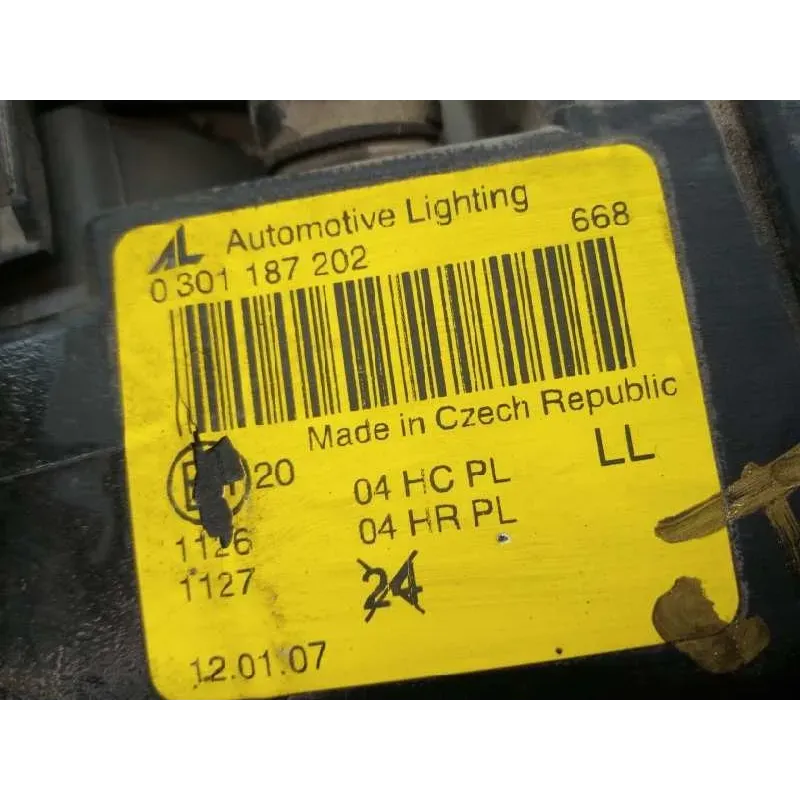 AL Automotive Lighting 668
0 301 187 202
Made in Czech Republic
20 04 HC PL LL
1126 04 HR PL
1127 24
12.01.07